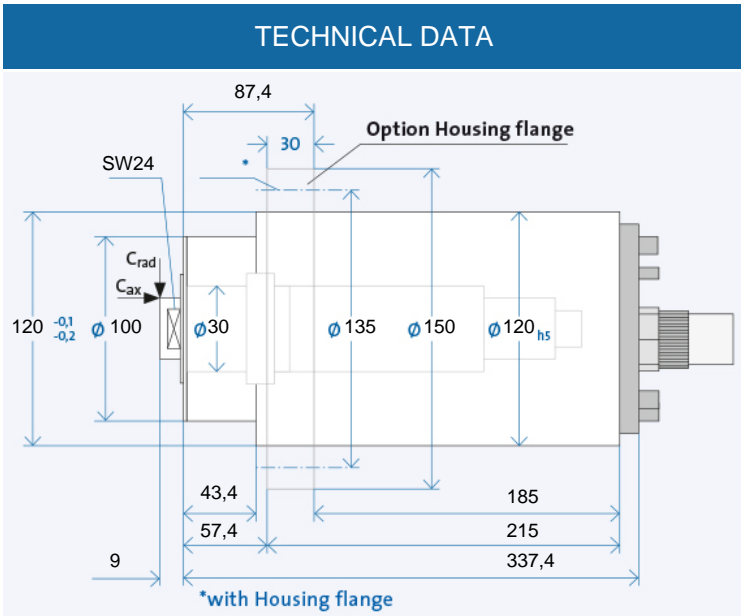 TECHNICAL DATA
87,4
Option Housing flange
30
*
SW24
Crad
Cax
120 -0,1 -0,2
ø 100
ø 30
ø 135
ø 150
ø 120 h5
43,4
185
57,4
215
9
337,4
*with Housing flange